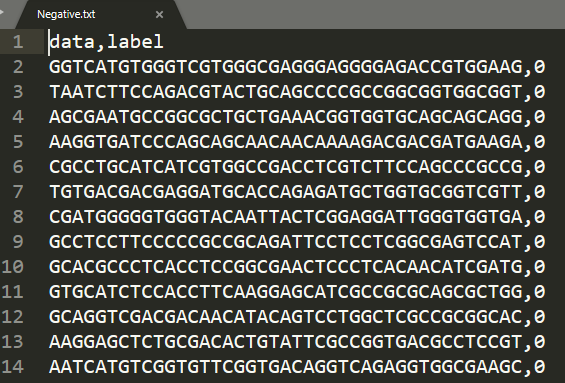 Negative.txt ×
1 data,label
2 GGTCATGTGGGTCGTGGGCGAGGGAGGGGAGACCGTGGAAG,0
3 TAATCTTCCAGACGTACTGCAGCCCCGCCGGCGGTGGCGGT,0
4 AGCGAATGCCGGCGCTGCTGAAACGGTGGTGCAGCAGCAGG,0
5 AAGGTGATCCCAGCAGCAACAACAAAAGACGACGATGAAGA,0
6 CGCCTGCATCATCGTGGCCGACCTCGTCTTCCAGCCCGCCG,0
7 TGTGACGACGAGGATGCACCAGAGATGCTGGTGCGGTCGTT,0
8 CGATGGGGGTGGGTACAATTACTCGGAGGATTGGGTGGTGA,0
9 GCCTCCTTCCCCCGCCGCAGATTCCTCCTCGGCGAGTCCAT,0
10 GCACGCCCTCACCTCCGGCGAACTCCCTCACAACATCGATG,0
11 GTGCATCTCCACCTTCAAGGAGCATCGCCGCGCAGCGCTGG,0
12 GCAGGTCGACGACAACATACAGTCCTGGCTCGCCGCGGCAC,0
13 AAGGAGCTCTGCGACACTGTATTCGCCGGTGACGCCTCCGT,0
14 AATCATGTCGGTGTTCGGTGACAGGTCAGAGGTGGCGAAGC,0